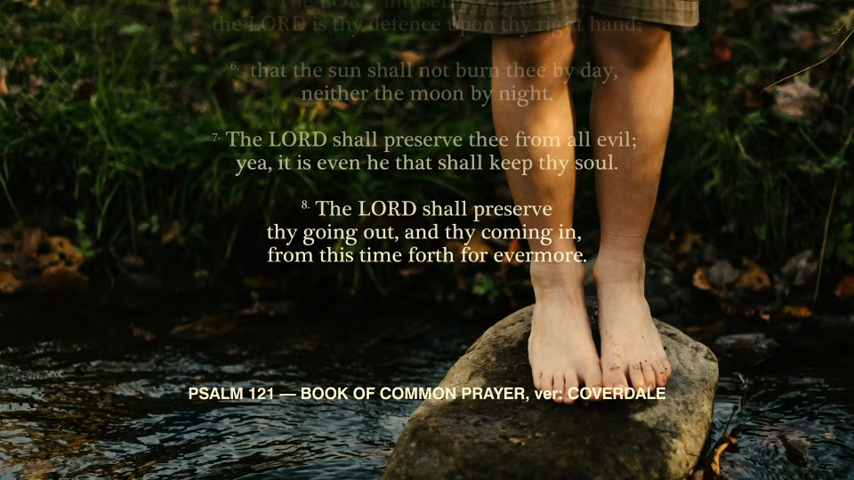 The LORD himself
the LORD is thy defence upon thy right hand;
6. that the sun shall not burn thee by day,
neither the moon by night.
7. The LORD shall preserve thee from all evil;
yea, it is even he that shall keep thy soul.
8. The LORD shall preserve
thy going out, and thy coming in,
from this time forth for evermore.
PSALM 121 — BOOK OF COMMON PRAYER, ver: COVERDALE